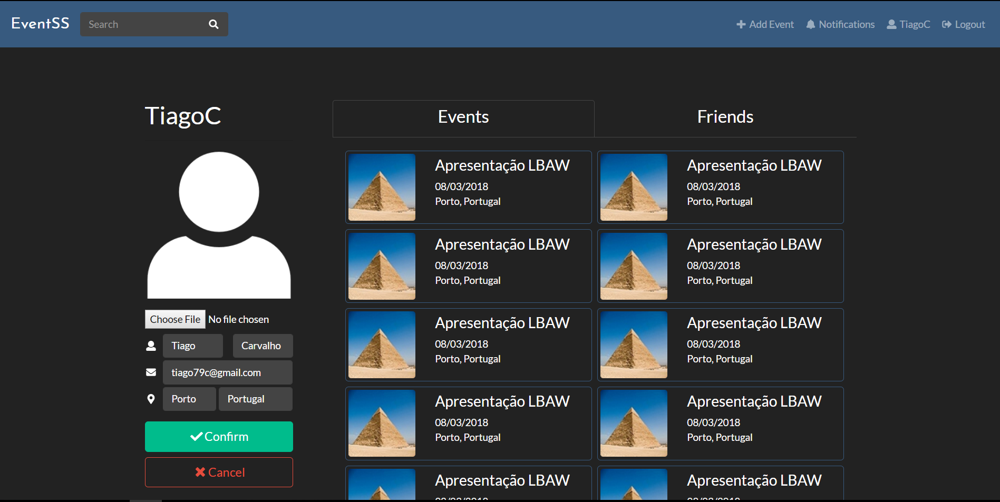 EventSS
Search
Add Event
Notifications
TiagoC
Logout
TiagoC
Choose File No file chosen
Tiago
Carvalho
tiago79c@gmail.com
Porto
Portugal
Confirm
Cancel
Events
Friends
Apresentação LBAW
08/03/2018
Porto, Portugal
Apresentação LBAW
08/03/2018
Porto, Portugal
Apresentação LBAW
08/03/2018
Porto, Portugal
Apresentação LBAW
08/03/2018
Porto, Portugal
Apresentação LBAW
08/03/2018
Porto, Portugal
Apresentação LBAW
08/03/2018
Porto, Portugal
Apresentação LBAW
08/03/2018
Porto, Portugal
Apresentação LBAW
08/03/2018
Porto, Portugal
Apresentação LBAW
Apresentação LBAW